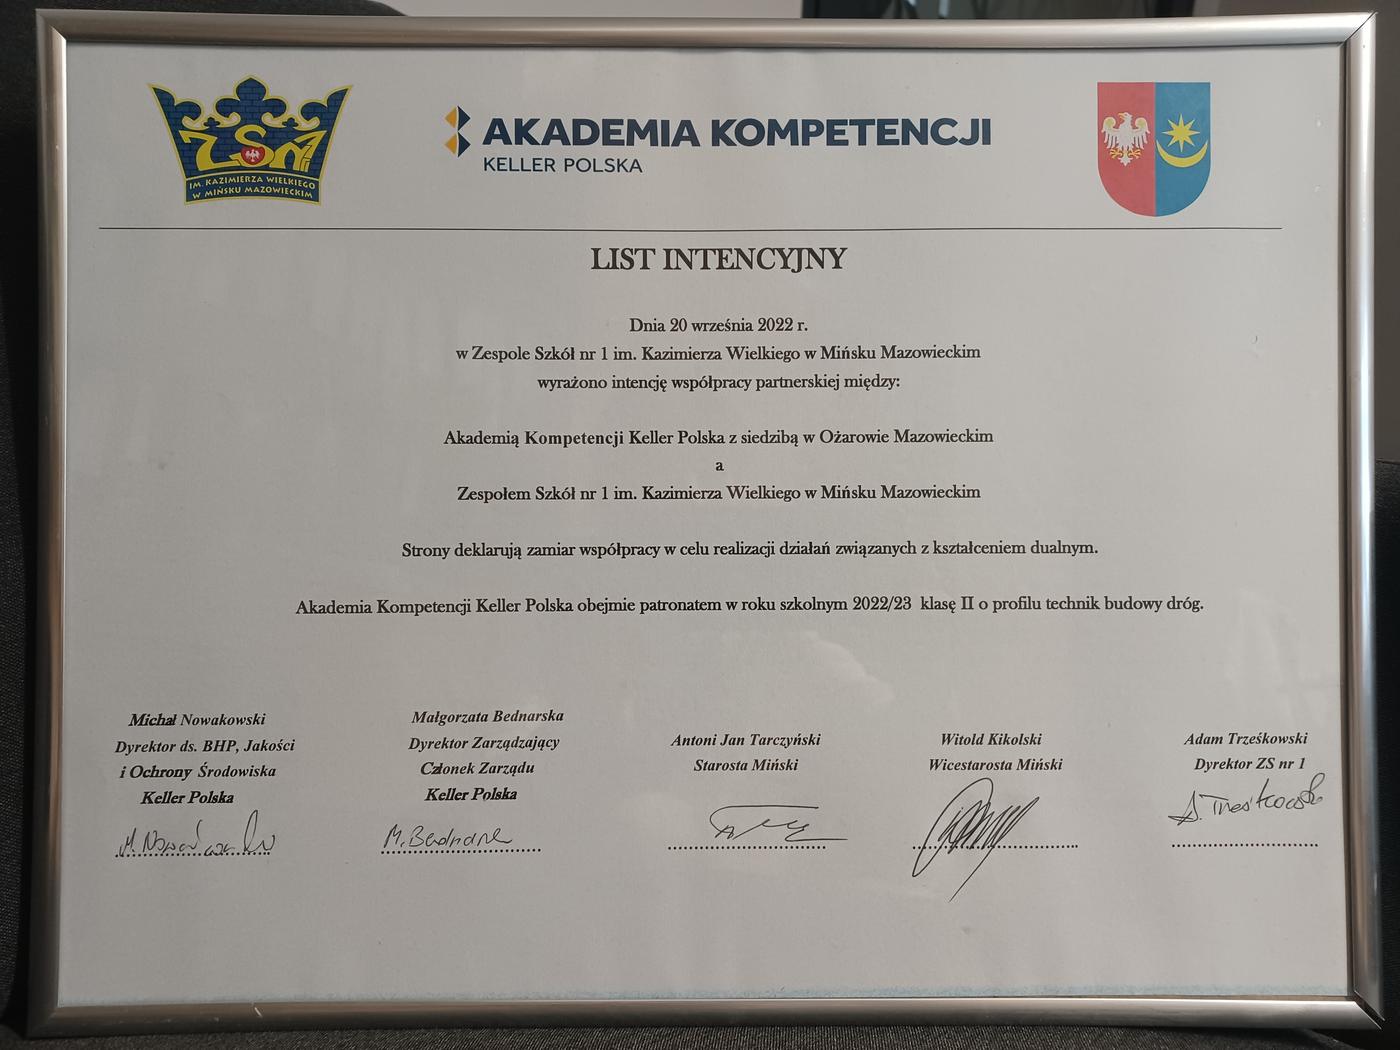 ZSN1
IM. KAZIMIERZA WIELKIEGO
W MIŃSKU MAZOWIECKIM
AKADEMIA KOMPETENCJI
KELLER POLSKA
LIST INTENCYJNY
Dnia 20 września 2022 r.
w Zespole Szkół nr 1 im. Kazimierza Wielkiego w Mińsku Mazowieckim
wyrażono intencję współpracy partnerskiej między:
Akademią Kompetencji Keller Polska z siedzibą w Ożarowie Mazowieckim
a
Zespołem Szkół nr 1 im. Kazimierza Wielkiego w Mińsku Mazowieckim
Strony deklarują zamiar współpracy w celu realizacji działań związanych z kształceniem dualnym.
Akademia Kompetencji Keller Polska obejmie patronatem w roku szkolnym 2022/23 klasę II o profilu technik budowy dróg.
Michał Nowakowski
Dyrektor ds. BHP, Jakości
i Ochrony Środowiska
Keller Polska
M. Nowakowski
Małgorzata Bednarska
Dyrektor Zarządzający
Członek Zarządu
Keller Polska
M. Bednarska
Antoni Jan Tarczyński
Starosta Miński
Witold Kikolski
Wicestarosta Miński
Adam Trześkowski
Dyrektor ZS nr 1
A. Trześkowski